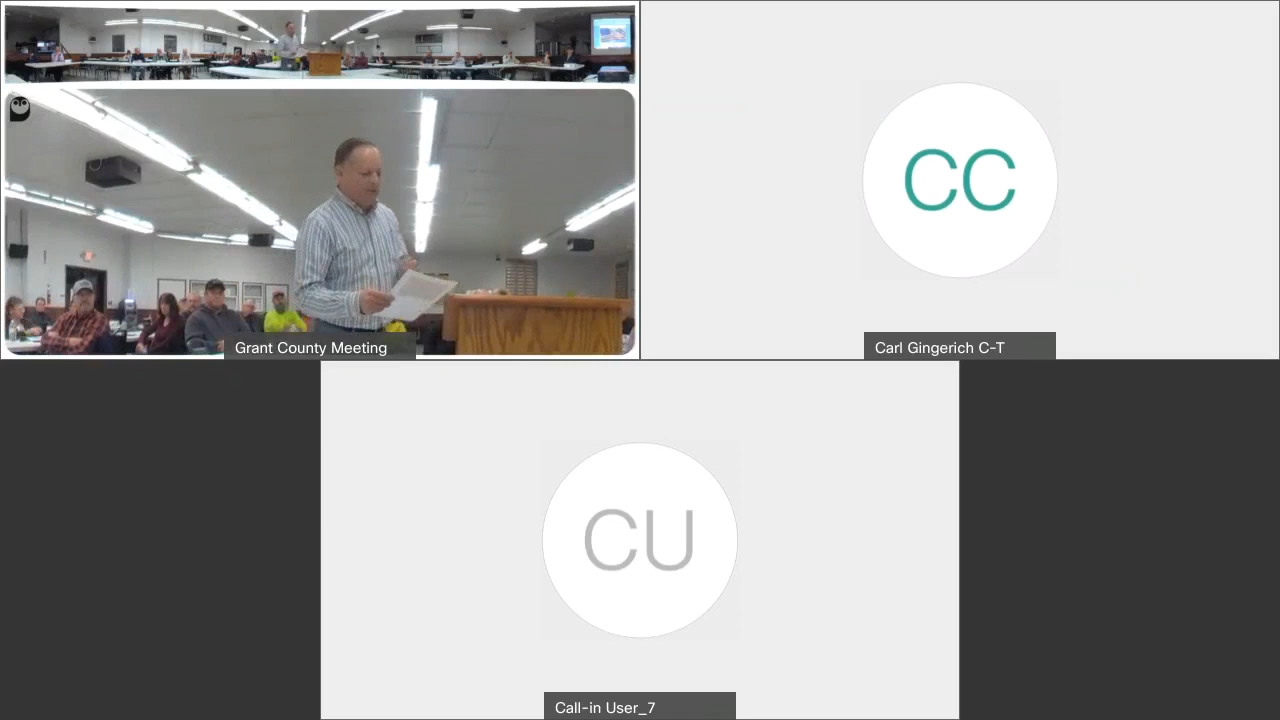 CC
Grant County Meeting
Carl Gingerich C-T
CU
Call-in User_7